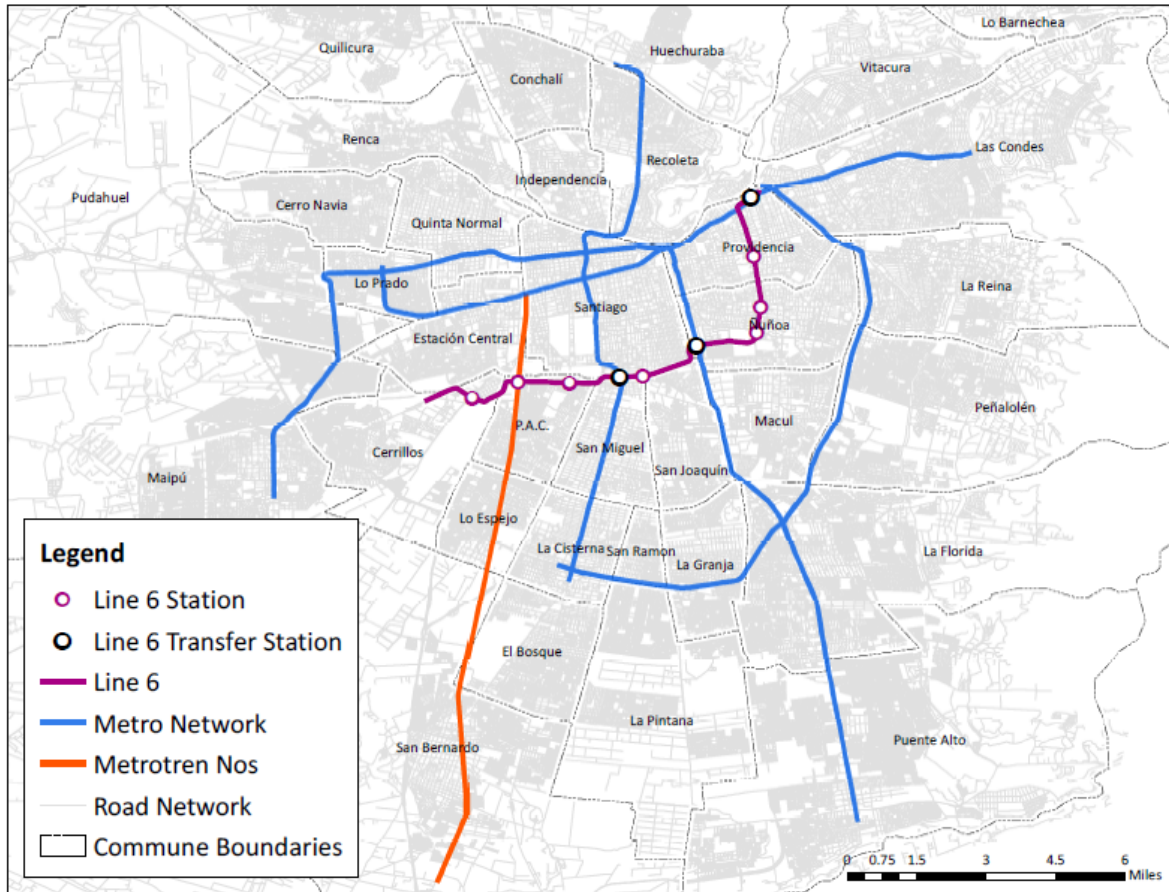 Lo Barnechea
Quilicura
Huechuraba
Conchalí
Vitacura
Renca
Las Condes
Recoleta
Independencia
Pudahuel
Cerro Navia
Quinta Normal
Providencia
Lo Prado
La Reina
Santiago
Ñuñoa
Estación Central
Peñalolén
P.A.C.
Macul
Cerrillos
San Miguel
San Joaquín
Maipú
Lo Espejo
La Cisterna
San Ramon
La Granja
La Florida
El Bosque
La Pintana
San Bernardo
Puente Alto
Legend
Line 6 Station
Line 6 Transfer Station
Line 6
Metro Network
Metrotren Nos
Road Network
Commune Boundaries
0 0.75 1.5 3 4.5 6
Miles